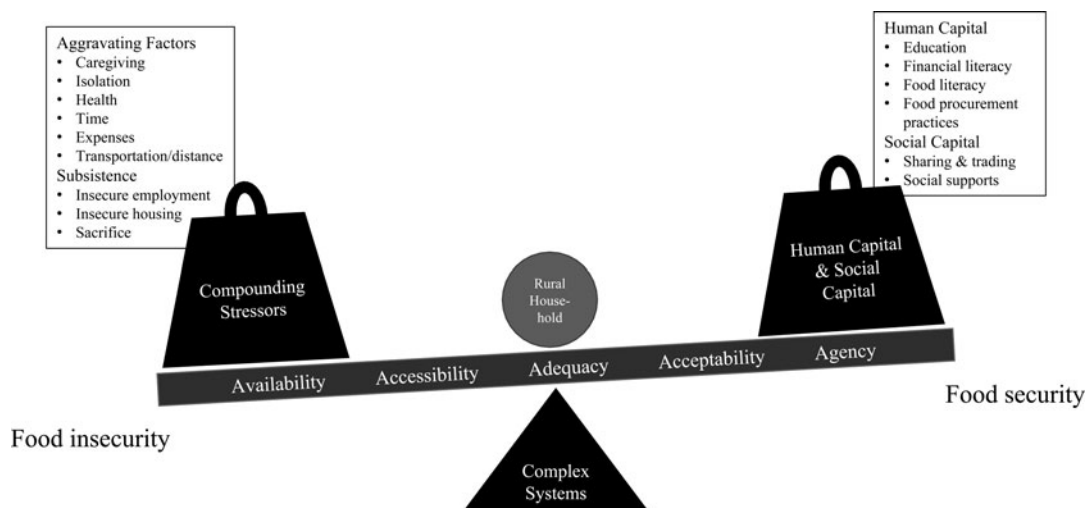 Aggravating Factors
• Caregiving
• Isolation
• Health
• Time
• Expenses
• Transportation/distance
Subsistence
• Insecure employment
• Insecure housing
• Sacrifice
Human Capital
• Education
• Financial literacy
• Food literacy
• Food procurement
practices
Social Capital
• Sharing & trading
• Social supports
Compounding
Stressors
Rural
House-
hold
Human Capital
& Social
Capital
Availability Accessibility Adequacy Acceptability Agency
Food insecurity
Food security
Complex
Systems